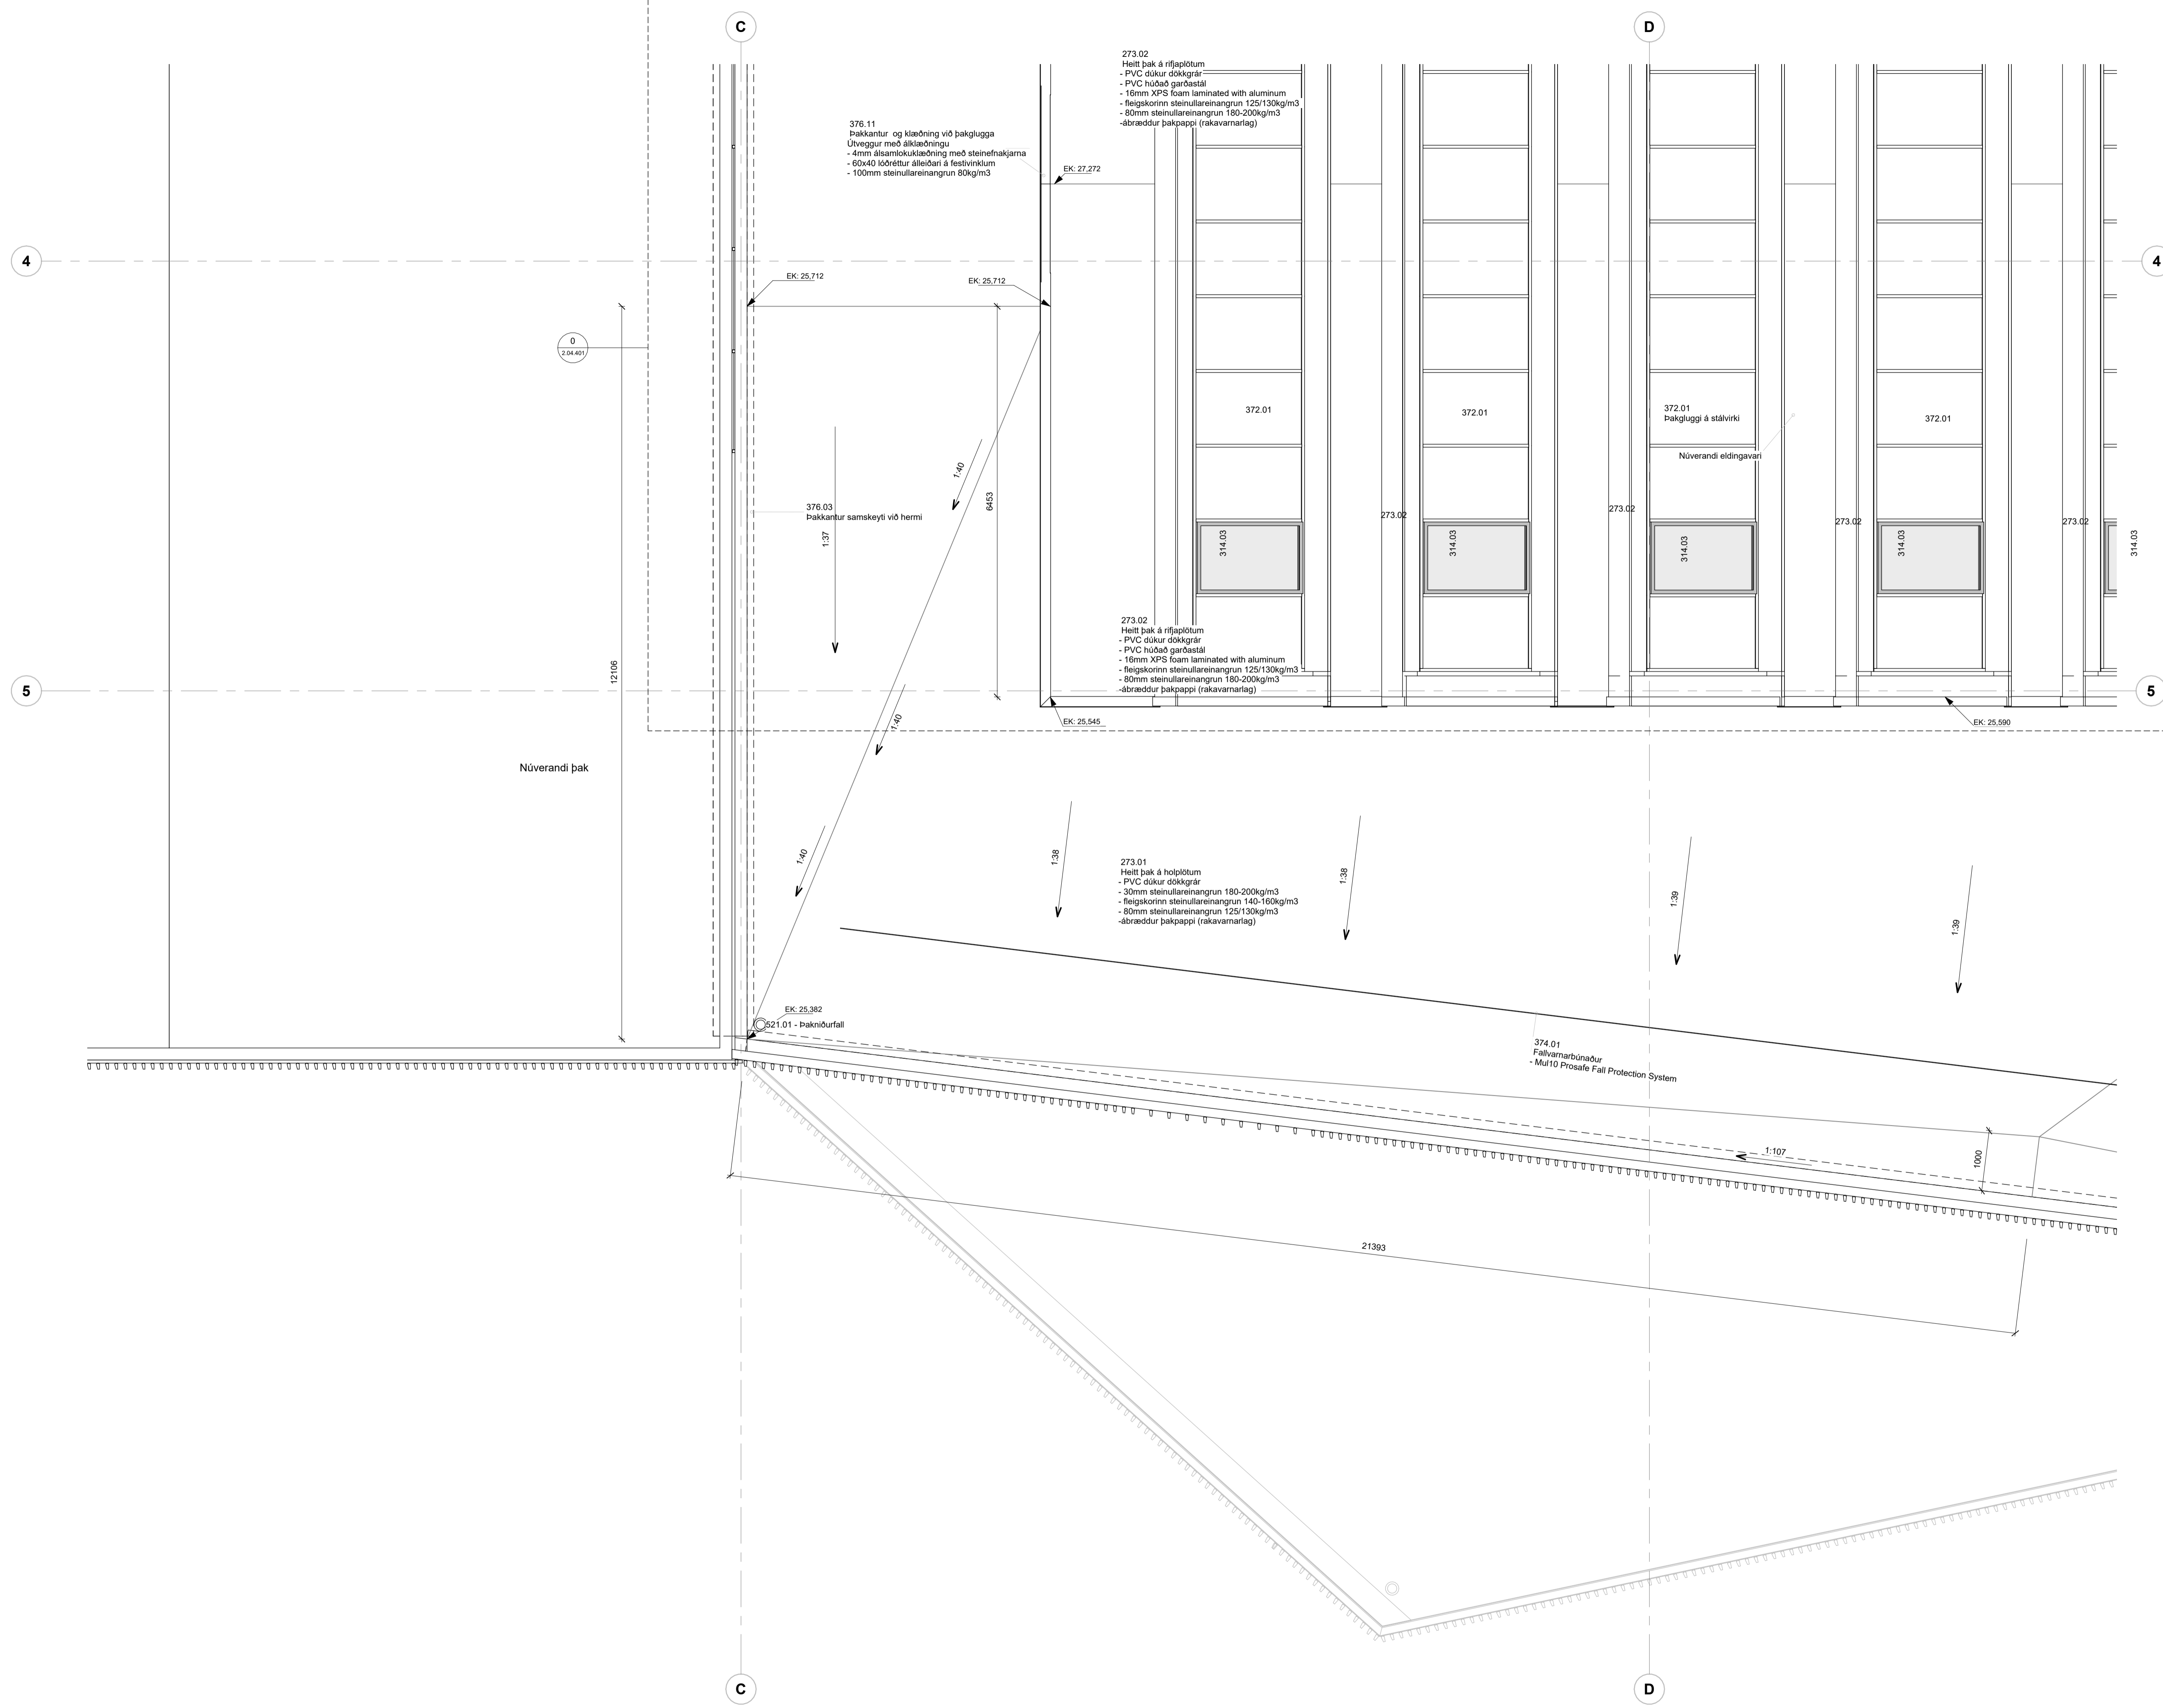 C
D
273.02
Heitt þak á rifjaplötum
- PVC dúkur dökkgrár
- PVC húðað garðastál
- 16mm XPS foam laminated with aluminum
- fleigskorinn steinullareinangrun 125/130kg/m3
- 80mm steinullareinangrun 180-200kg/m3
-ábræddur þakpappi (rakavarnarlag)
376.11
Þakkantur og klæðning við þakglugga
Útveggur með álklæðningu
- 4mm álsamlokuklæðning með steinefnakjarna
- 60x40 lóðréttur álleiðari á festivinklum
- 100mm steinullareinangrun 80kg/m3
EK: 27,272
4
4
EK: 25,712
EK: 25,712
0
2.04.401
372.01
372.01
372.01
Þakgluggi á stálvirki
372.01
Núverandi eldingavari
1:40
6453
376.03
Þakkantur samskeyti við hermi
1:37
273.02
273.02
273.02
273.02
314.03
314.03
314.03
314.03
314.03
273.02
Heitt þak á rifjaplötum
- PVC dúkur dökkgrár
- PVC húðað garðastál
- 16mm XPS foam laminated with aluminum
- fleigskorinn steinullareinangrun 125/130kg/m3
- 80mm steinullareinangrun 180-200kg/m3
-ábræddur þakpappi (rakavarnarlag)
12106
5
5
1:40
EK: 25,545
EK: 25,590
Núverandi þak
1:40
1:38
273.01
Heitt þak á holplötum
- PVC dúkur dökkgrár
- 30mm steinullareinangrun 180-200kg/m3
- fleigskorinn steinullareinangrun 140-160kg/m3
- 80mm steinullareinangrun 125/130kg/m3
-ábræddur þakpappi (rakavarnarlag)
1:38
1:39
1:39
EK: 25,382
521.01 - Þakniðurfall
374.01
Fallvarnarbúnaður
- Mul10 Prosafe Fall Protection System
1:107
1000
21393
C
D